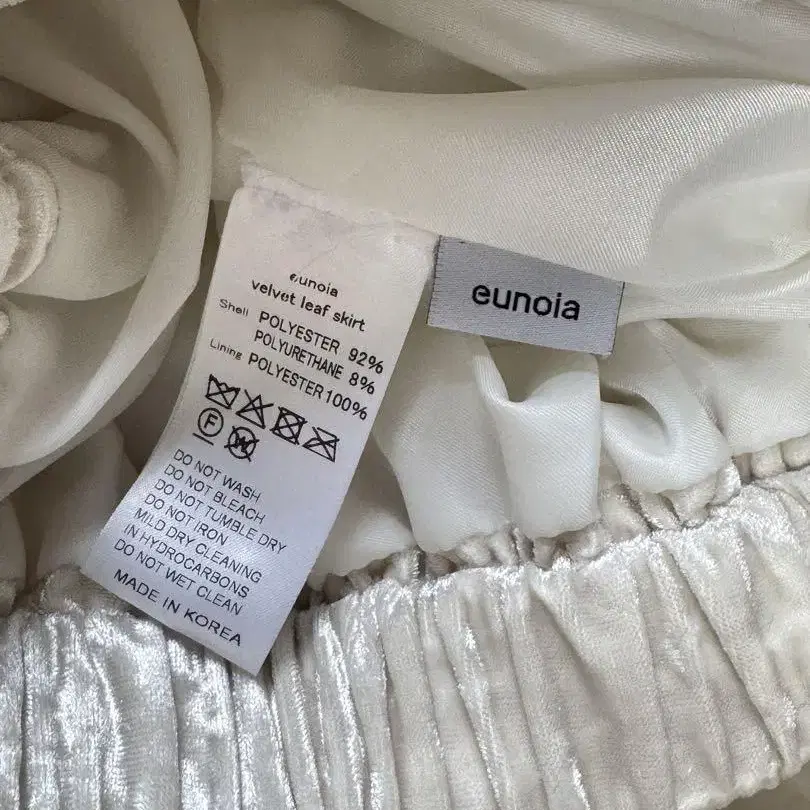 eunoia
velvet leaf skirt
Shell POLYESTER 92%
POLYURETHANE 8%
Lining POLYESTER 100%
F W
DO NOT WASH
DO NOT BLEACH
DO NOT TUMBLE DRY
DO NOT IRON
MILD DRY CLEANING
IN HYDROCARBONS
DO NOT WET CLEAN
MADE IN KOREA
eunoia